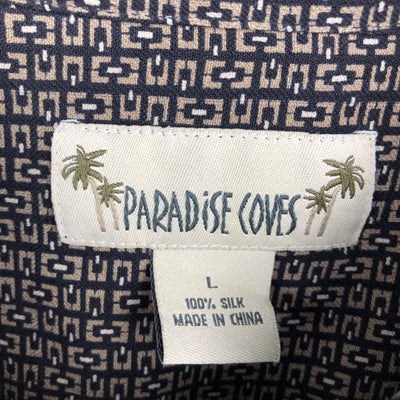 PARADiSE COVES
L
100% SILK
MADE IN CHINA